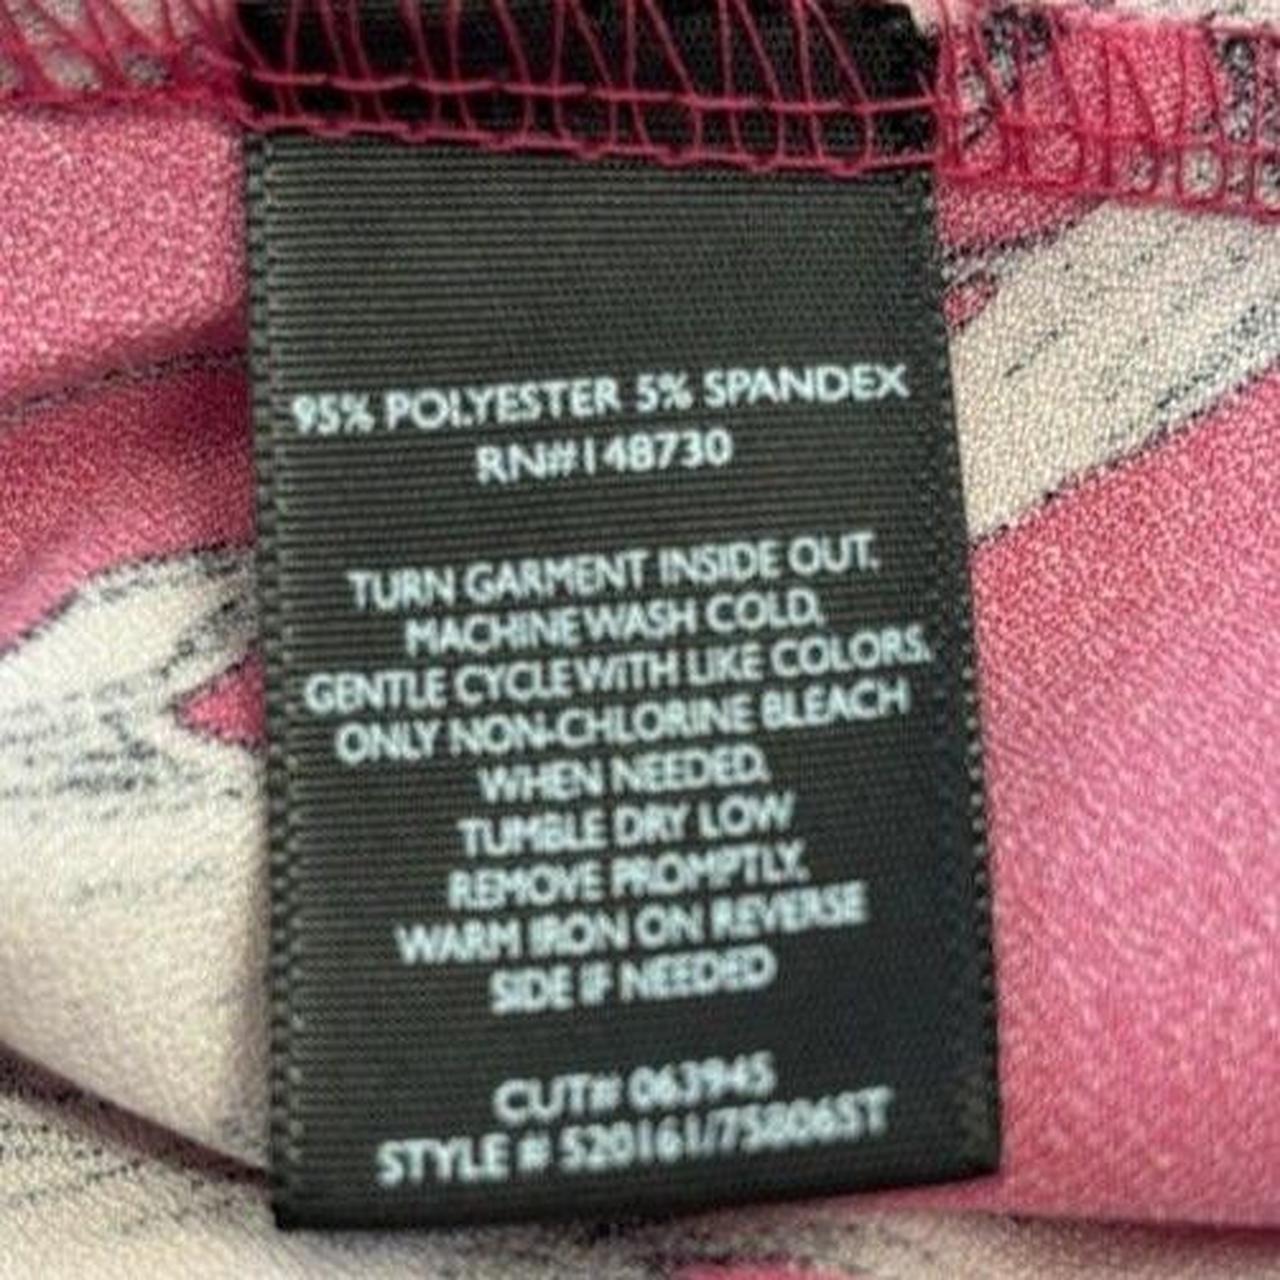 95% POLYESTER 5% SPANDEX
RN#148730
TURN GARMENT INSIDE OUT.
MACHINE WASH COLD,
GENTLE CYCLE WITH LIKE COLORS.
ONLY NON-CHLORINE BLEACH
WHEN NEEDED.
TUMBLE DRY LOW
REMOVE PROMPTLY.
WARM IRON ON REVERSE
SIDE IF NEEDED
CUT# 063945
STYLE # S20161/75806ST